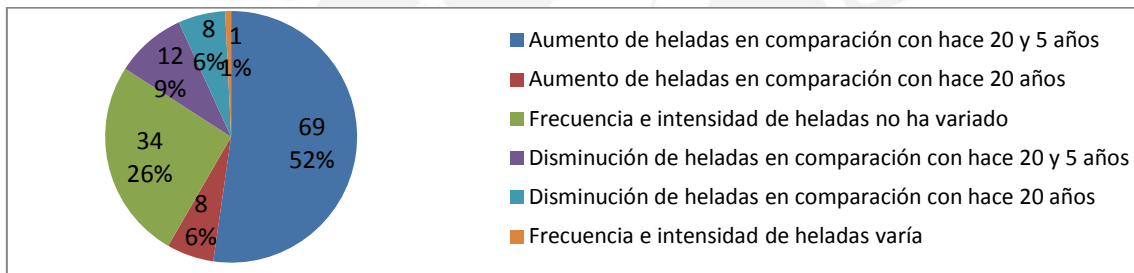 8
6%
1
1%
12
9%
69
52%
34
26%
8
6%
Aumento de heladas en comparación con hace 20 y 5 años
Aumento de heladas en comparación con hace 20 años
Frecuencia e intensidad de heladas no ha variado
Disminución de heladas en comparación con hace 20 y 5 años
Disminución de heladas en comparación con hace 20 años
Frecuencia e intensidad de heladas varía